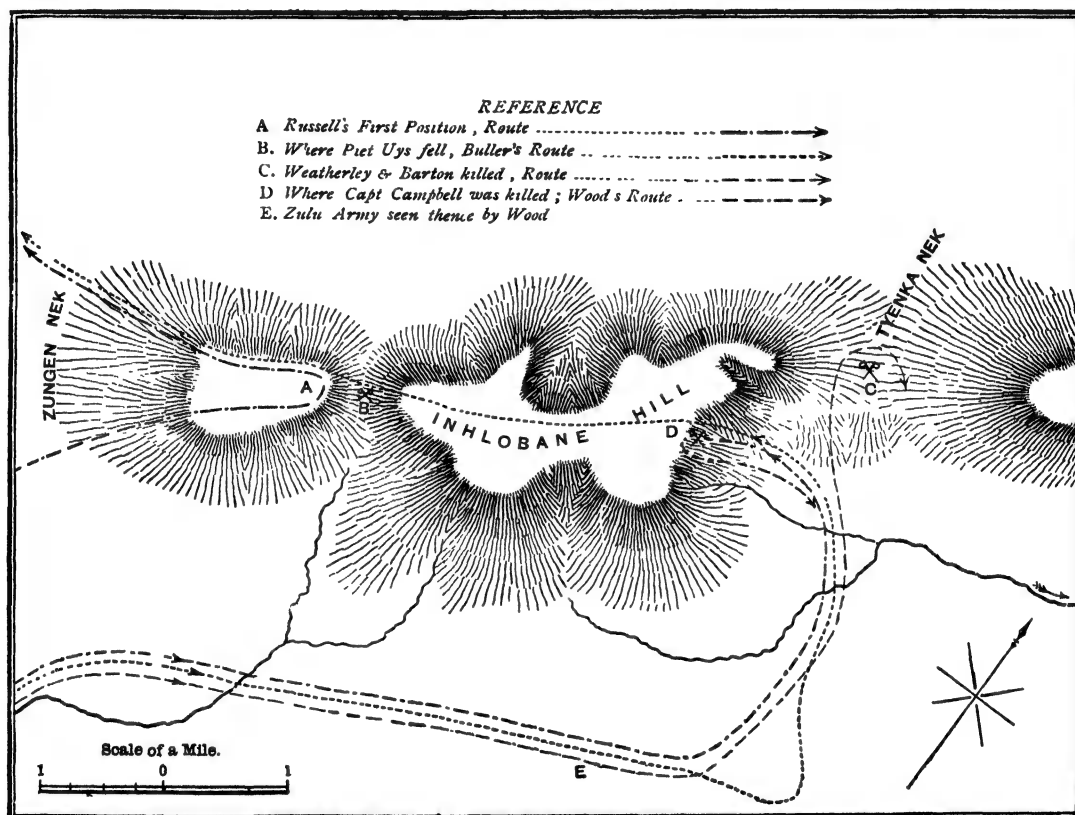 REFERENCE
A Russell's First Position, Route
B. Where Piet Uys fell, Buller's Route
C. Weatherley & Barton killed, Route
D Where Capt Campbell was killed; Wood s Route
E. Zulu Army seen thence by Wood
ZUNGEN NEK
ITYENKA NEK
A
B
C
INHLOBANE HILL
D
E
Scale of a Mile.
1 0 1